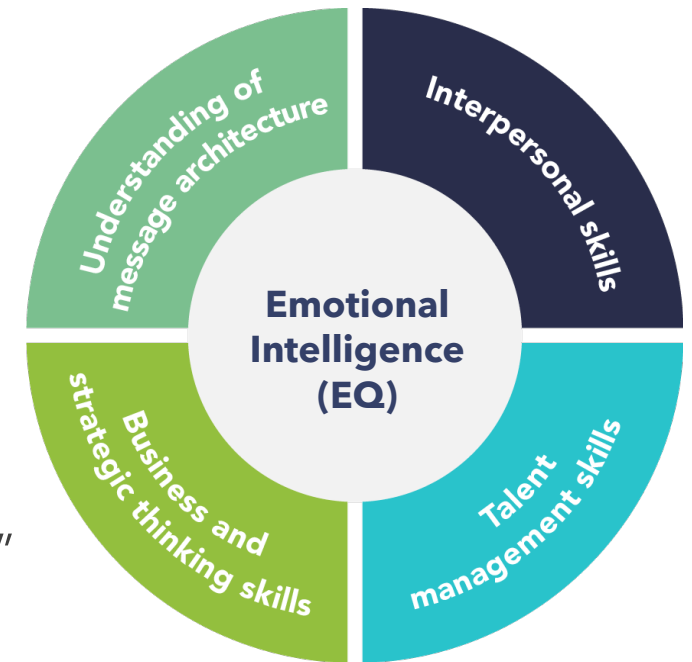 Understanding of
message architecture
Interpersonal skills
Emotional
Intelligence
(EQ)
Business and
strategic thinking skills
Talent
management skills
"